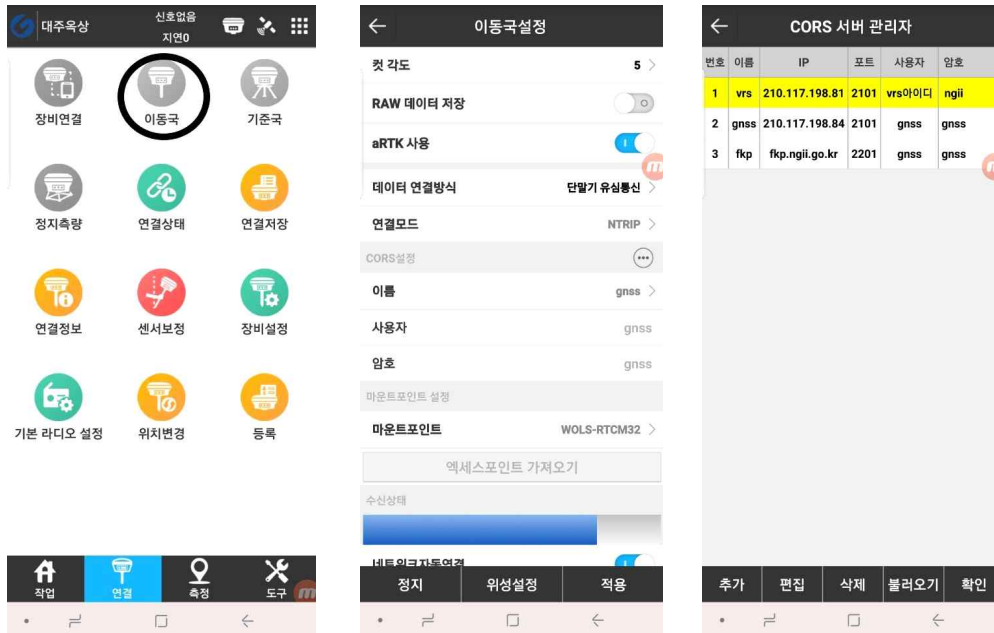 대주옥상
신호없음
지연0
장비연결
이동국
기준국
정지측량
연결상태
연결저장
연결정보
센서보정
장비설정
기본 라디오 설정
위치변경
등록
작업
연결
측정
도구
이동국설정
컷 각도 5
RAW 데이터 저장
aRTK 사용
데이터 연결방식 단말기 유심통신
연결모드 NTRIP
CORS설정
이름 gnss
사용자 gnss
암호 gnss
마운트포인트 설정
마운트포인트 WOLS-RTCM32
엑세스포인트 가져오기
수신상태
네트워크자동연결
정지 위성설정 적용
CORS 서버 관리자
번호 이름 IP 포트 사용자 암호
1 vrs 210.117.198.81 2101 vrs아이디 ngii
2 gnss 210.117.198.84 2101 gnss gnss
3 fkp fkp.ngii.go.kr 2201 gnss gnss
추가 편집 삭제 불러오기 확인